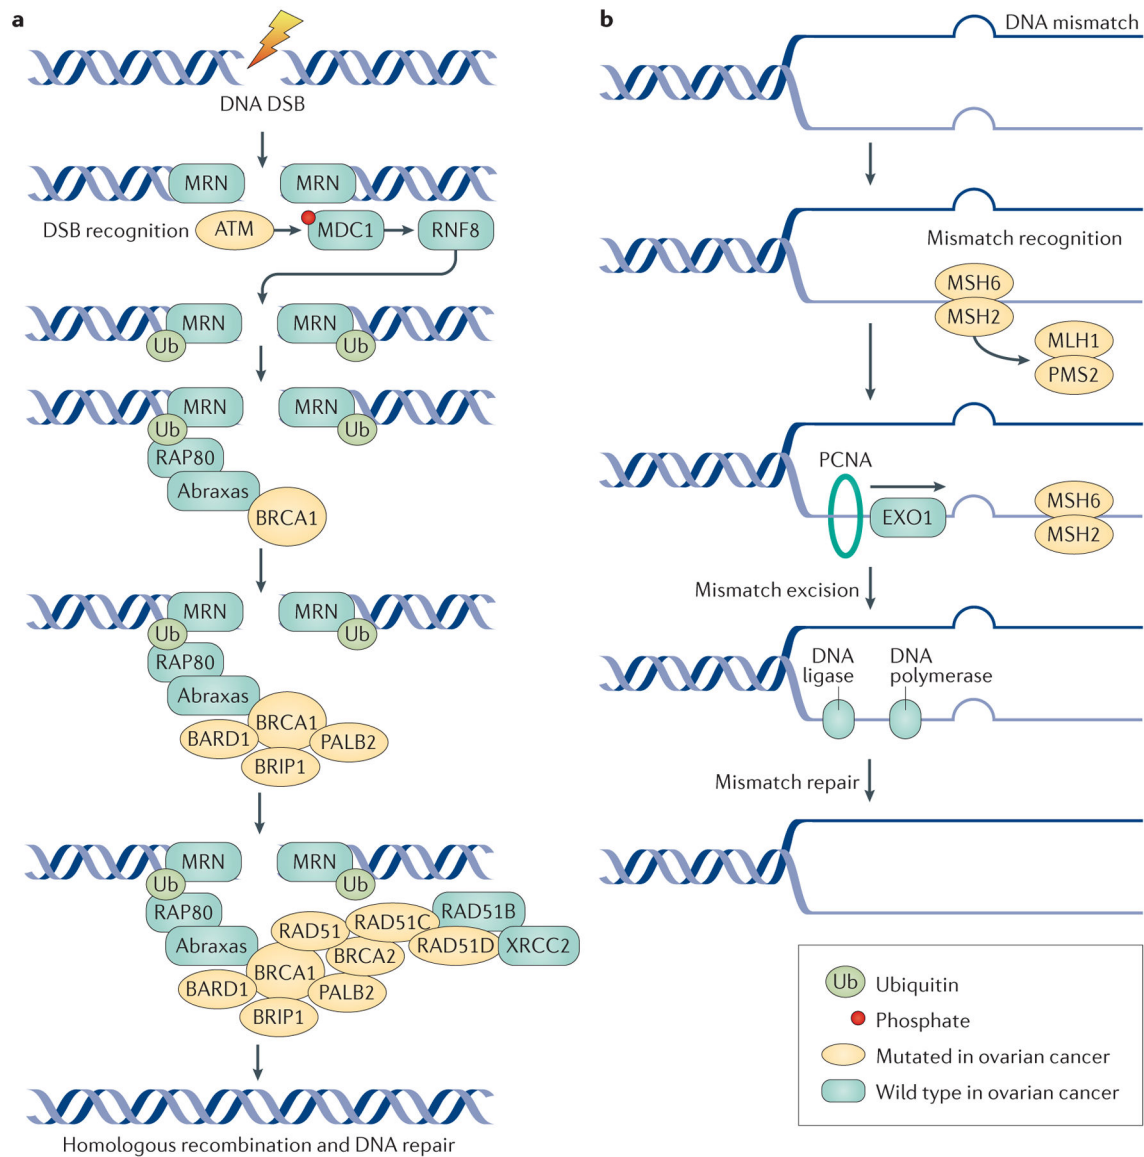 a
DNA DSB
MRN
MRN
DSB recognition
ATM
MDC1
RNF8
MRN
MRN
Ub
Ub
MRN
MRN
Ub
Ub
RAP80
Abraxas
BRCA1
MRN
MRN
Ub
Ub
RAP80
Abraxas
BRCA1
BARD1
PALB2
BRIP1
MRN
MRN
Ub
Ub
RAP80
RAD51C
RAD51B
RAD51
Abraxas
RAD51D
XRCC2
BRCA2
BRCA1
BARD1
PALB2
BRIP1
Homologous recombination and DNA repair
b
DNA mismatch
Mismatch recognition
MSH6
MSH2
MLH1
PMS2
PCNA
EXO1
MSH6
MSH2
Mismatch excision
DNA
ligase
DNA
polymerase
Mismatch repair
Ub
Ubiquitin
Phosphate
Mutated in ovarian cancer
Wild type in ovarian cancer